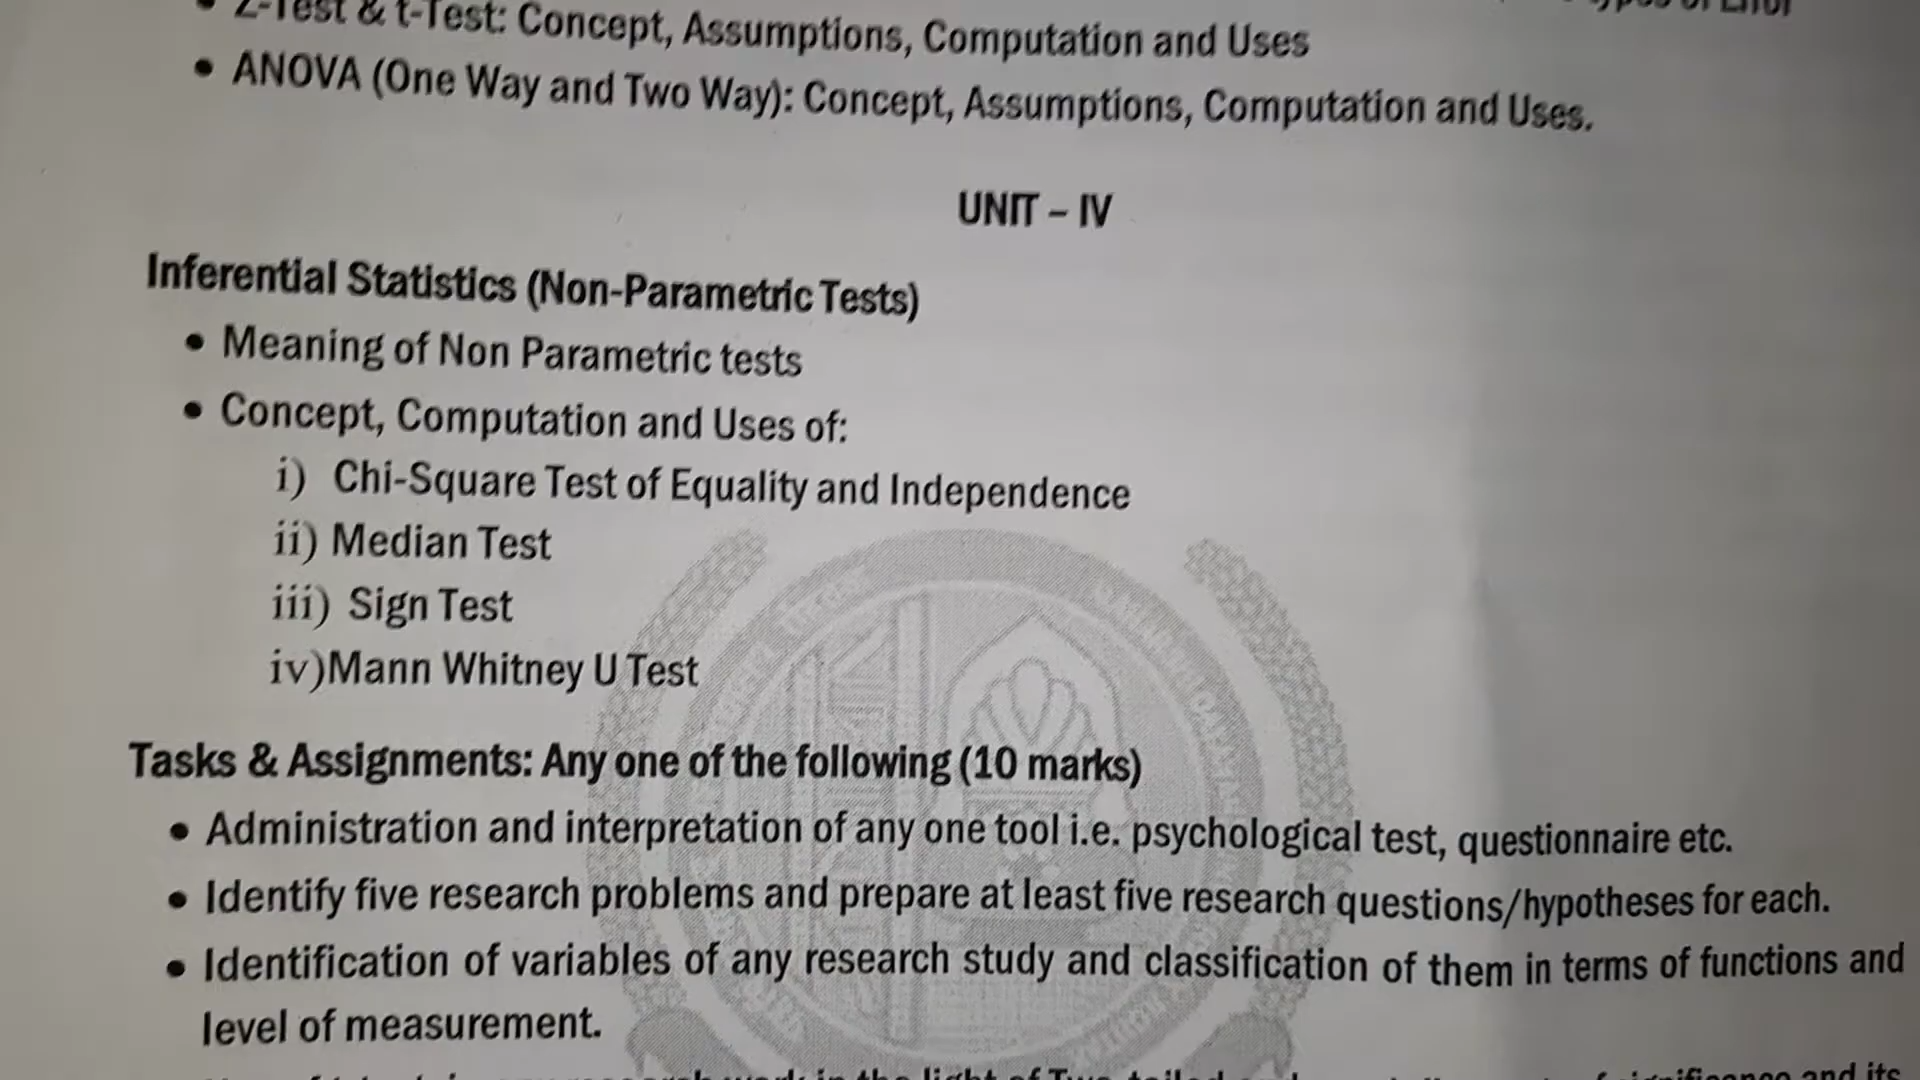 • Z-Test & t-Test: Concept, Assumptions, Computation and Uses
• ANOVA (One Way and Two Way): Concept, Assumptions, Computation and Uses.
UNIT – IV
Inferential Statistics (Non-Parametric Tests)
• Meaning of Non Parametric tests
• Concept, Computation and Uses of:
i) Chi-Square Test of Equality and Independence
ii) Median Test
iii) Sign Test
iv)Mann Whitney U Test
Tasks & Assignments: Any one of the following (10 marks)
• Administration and interpretation of any one tool i.e. psychological test, questionnaire etc.
• Identify five research problems and prepare at least five research questions/hypotheses for each.
• Identification of variables of any research study and classification of them in terms of functions and
level of measurement.